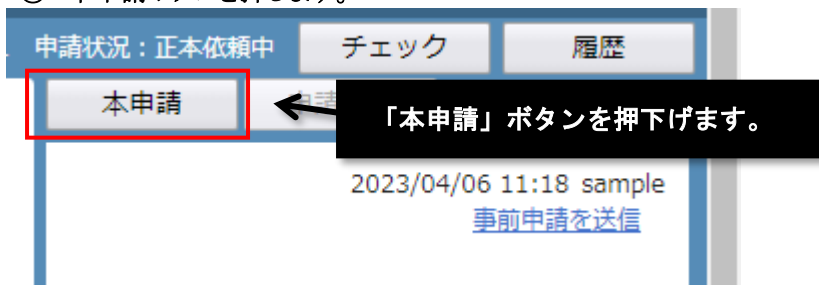 申請状況：正本依頼中 チェック 履歴
本申請
「本申請」ボタンを押下げます。
2023/04/06 11:18 sample
事前申請を送信